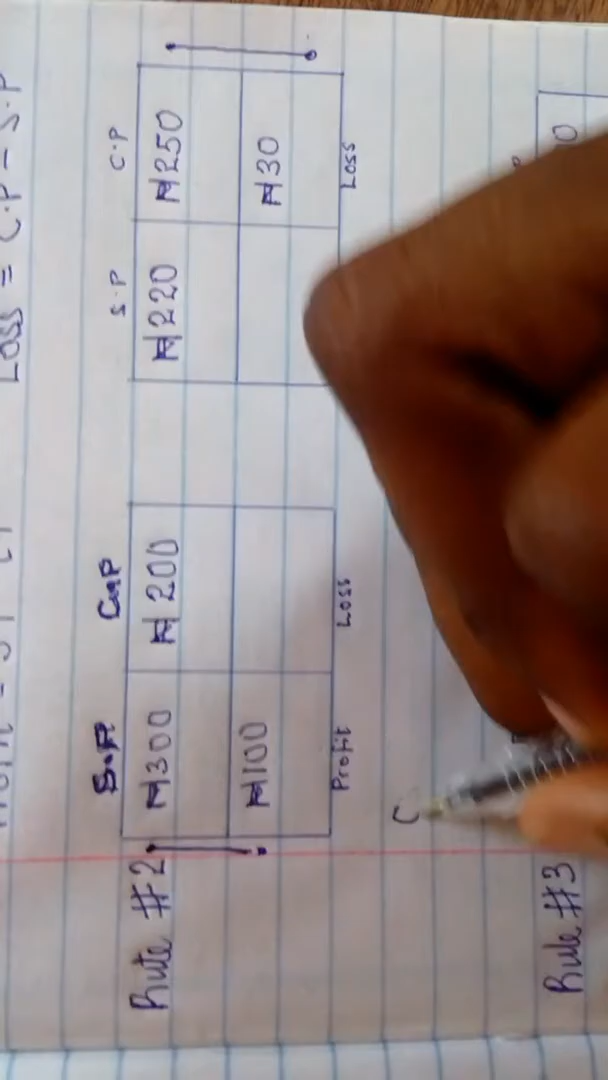 Loss = C.P - S.P
Rule #2
S.P C.P
₦300 ₦200
₦100
Profit Loss
S.P C.P
₦220 ₦250
₦30
Loss
C
Rule #3